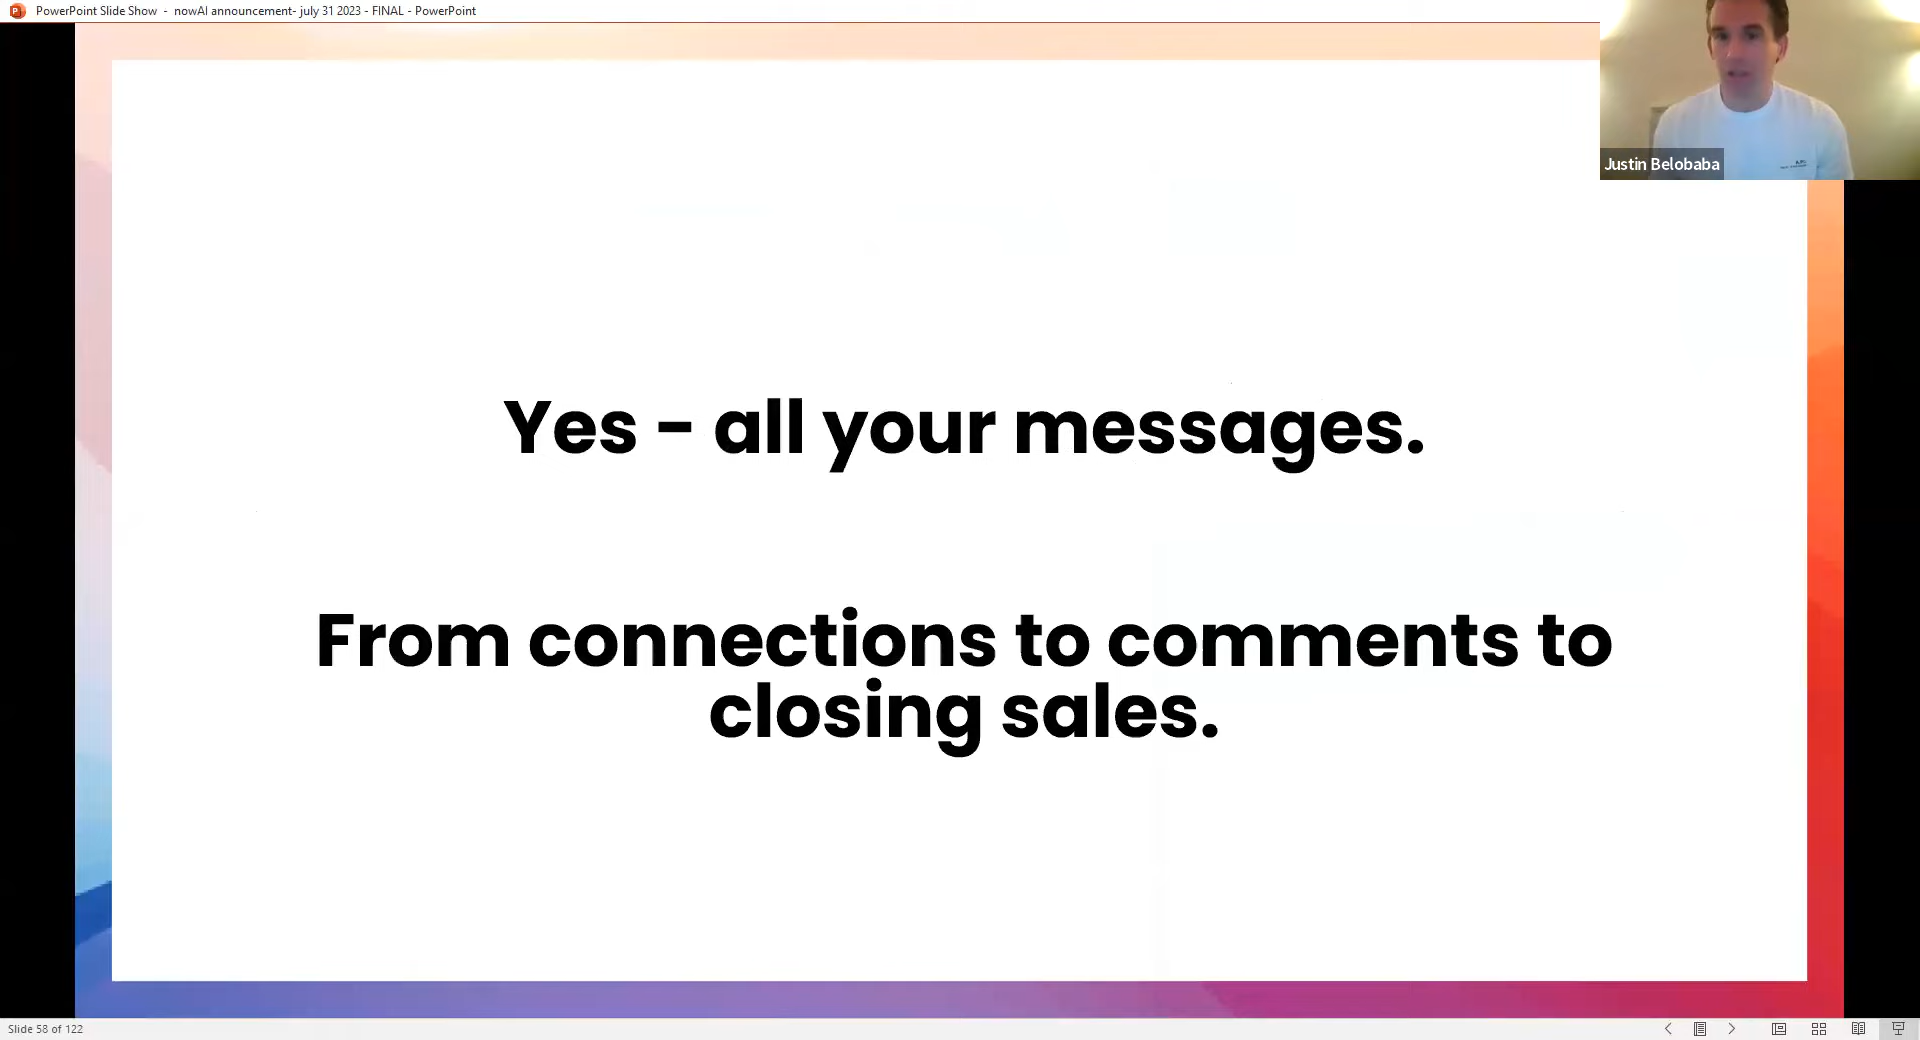 PowerPoint Slide Show - nowAI announcement- july 31 2023 - FINAL - PowerPoint
Justin Belobaba
Yes - all your messages.
From connections to comments to
closing sales.
Slide 58 of 122